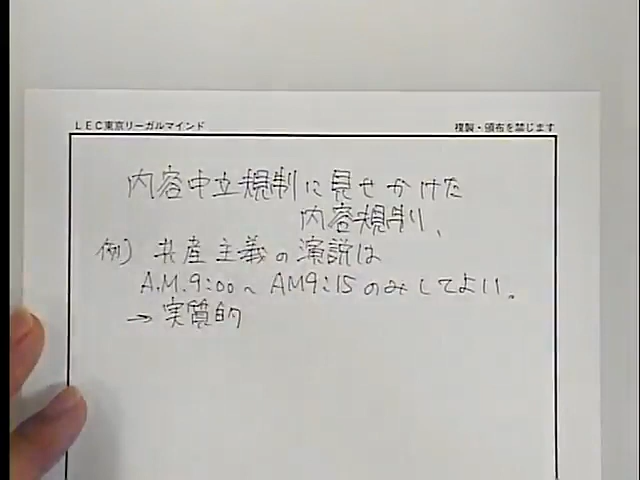 LEC東京リーガルマインド
複製・頒布を禁じます
内容中立規制に見せかけた
内容規制、
例) 共産主義の演説は
A.M.9:00～AM9:15のみしてよい。
→実質的